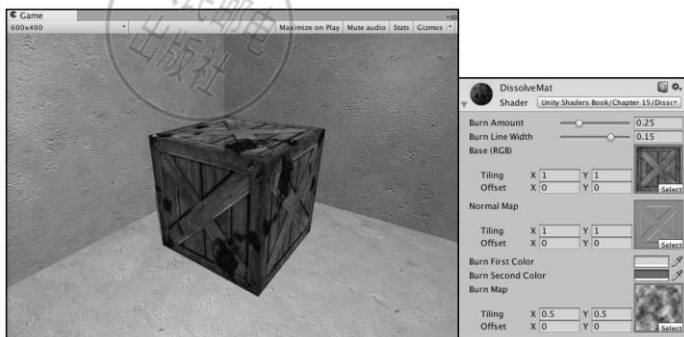 Game
600x400 Maximize on Play Mute audio Stats Gizmos
出版社
DissolveMat
Shader Unity Shaders Book/Chapter 15/Dissc
Burn Amount 0.25
Burn Line Width 0.15
Base (RGB)
Tiling X 1 Y 1
Offset X 0 Y 0
Select
Normal Map
Tiling X 1 Y 1
Offset X 0 Y 0
Select
Burn First Color
Burn Second Color
Burn Map
Tiling X 0.5 Y 0.5
Offset X 0 Y 0
Select